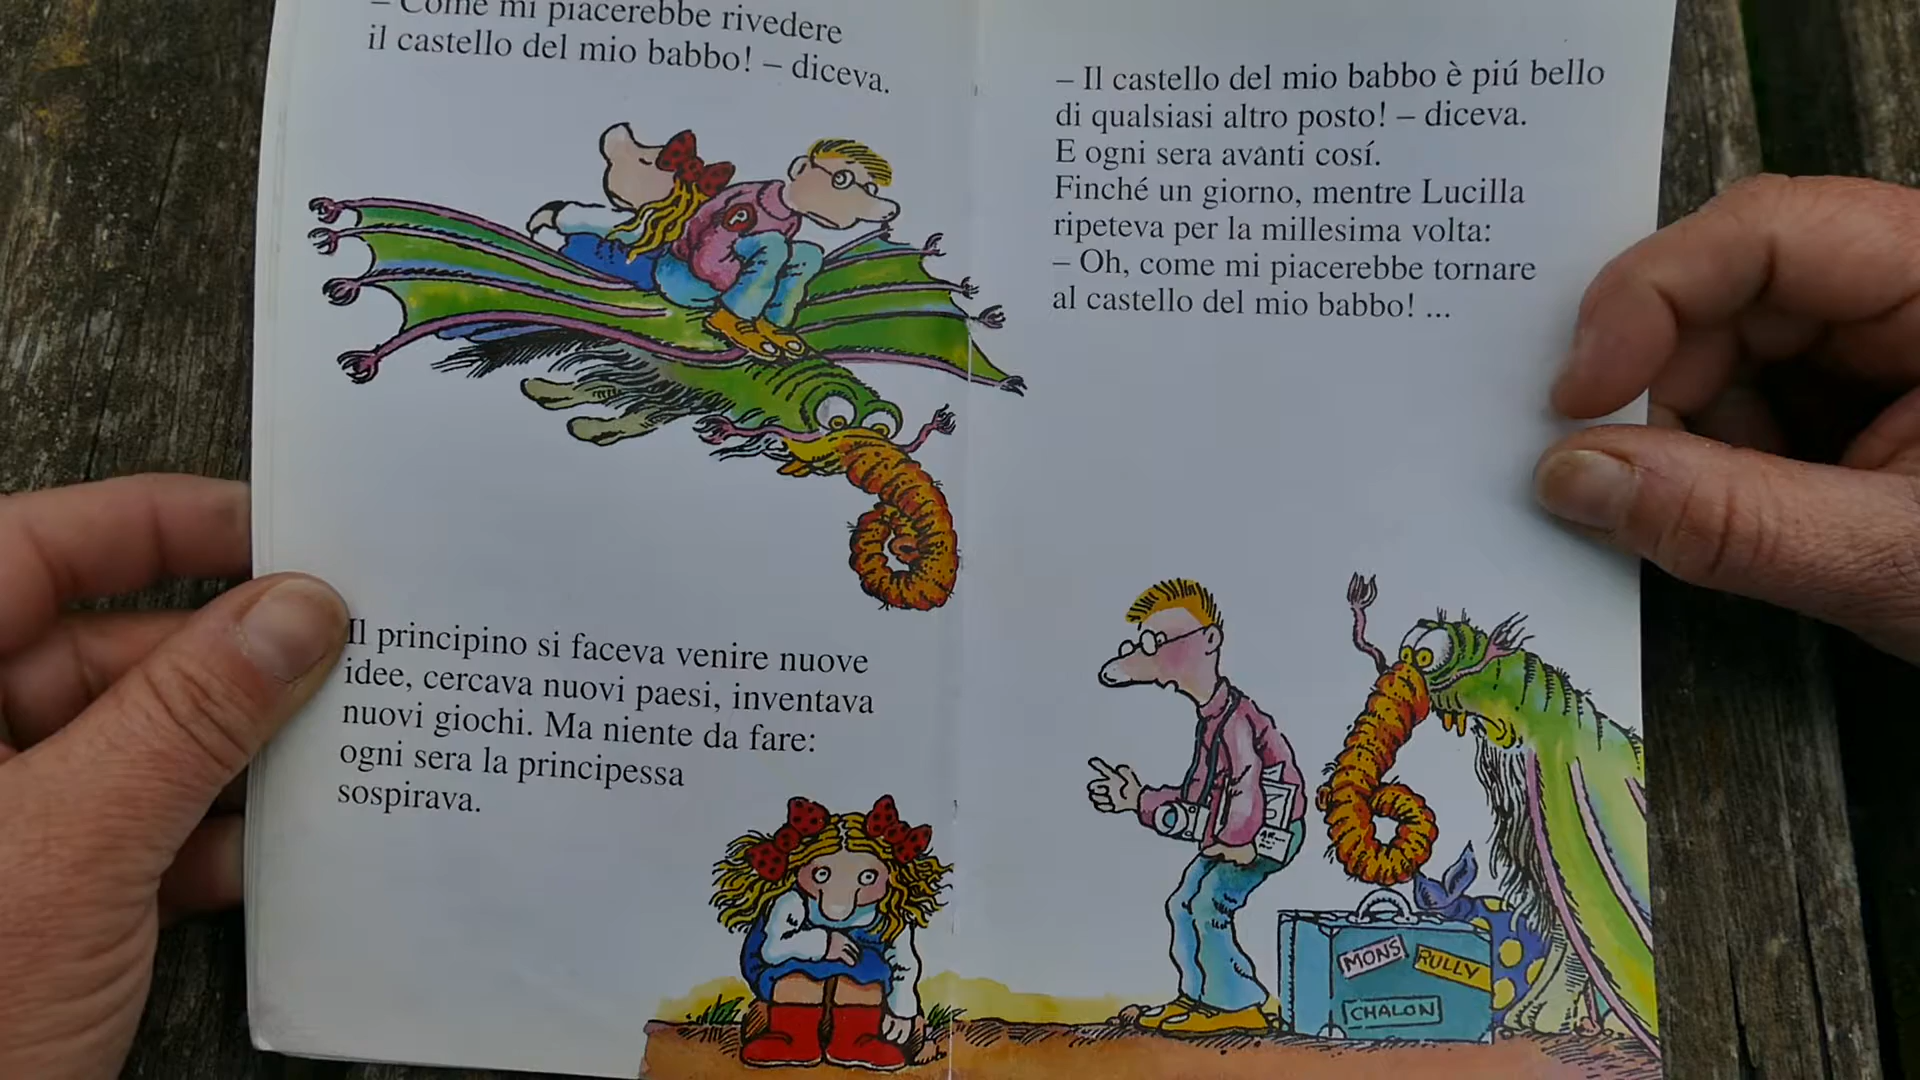 – Come mi piacerebbe rivedere
il castello del mio babbo! – diceva.
Il principino si faceva venire nuove
idee, cercava nuovi paesi, inventava
nuovi giochi. Ma niente da fare:
ogni sera la principessa
sospirava.
– Il castello del mio babbo è piú bello
di qualsiasi altro posto! – diceva.
E ogni sera avanti cosí.
Finché un giorno, mentre Lucilla
ripeteva per la millesima volta:
– Oh, come mi piacerebbe tornare
al castello del mio babbo! ...
MONS
RULLY
CHALON